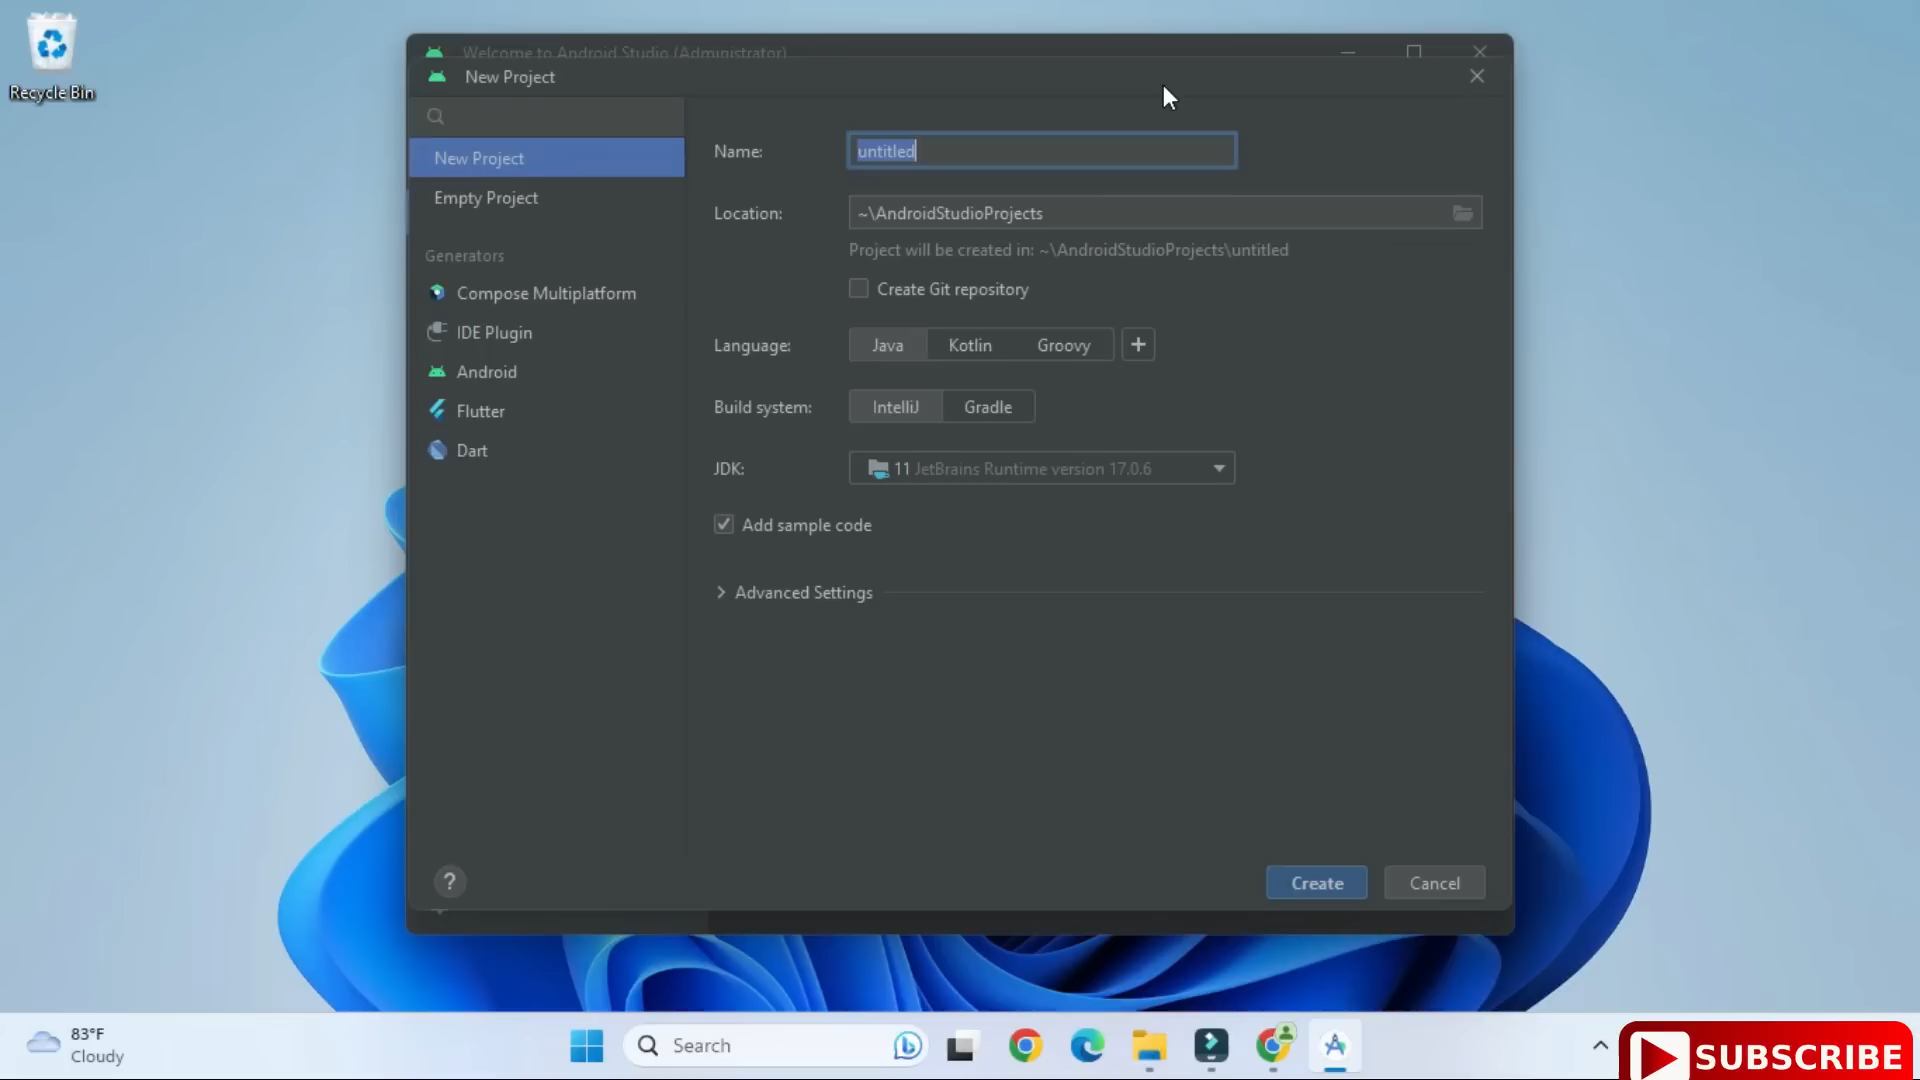 Recycle Bin
Welcome to Android Studio (Administrator)
New Project
New Project
Empty Project
Generators
Compose Multiplatform
IDE Plugin
Android
Flutter
Dart
Name:
untitled
Location:
~\AndroidStudioProjects
Project will be created in: ~\AndroidStudioProjects\untitled
Create Git repository
Language:
Java
Kotlin
Groovy
+
Build system:
IntelliJ
Gradle
JDK:
11 JetBrains Runtime version 17.0.6
Add sample code
Advanced Settings
?
Create
Cancel
83°F
Cloudy
Search
SUBSCRIBE